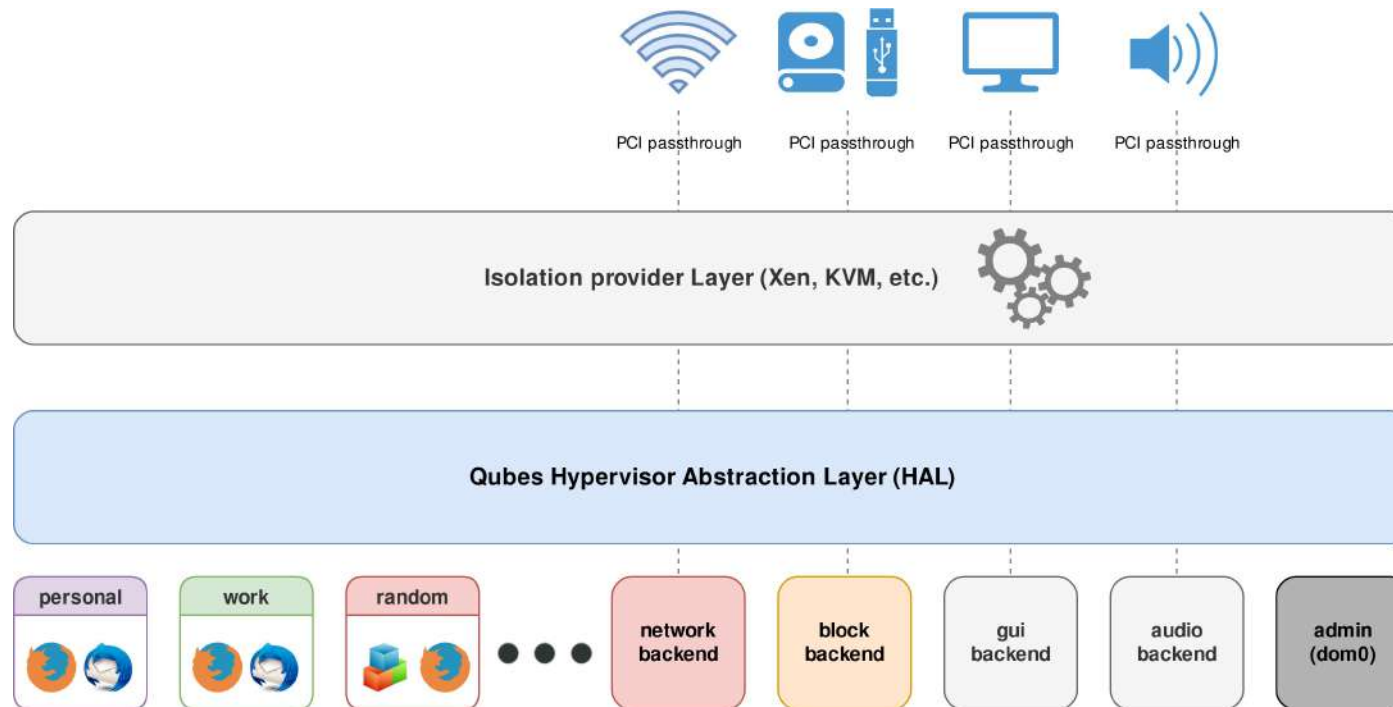 PCI passthrough
PCI passthrough
PCI passthrough
PCI passthrough
Isolation provider Layer (Xen, KVM, etc.)
Qubes Hypervisor Abstraction Layer (HAL)
personal
work
random
network
backend
block
backend
gui
backend
audio
backend
admin
(dom0)